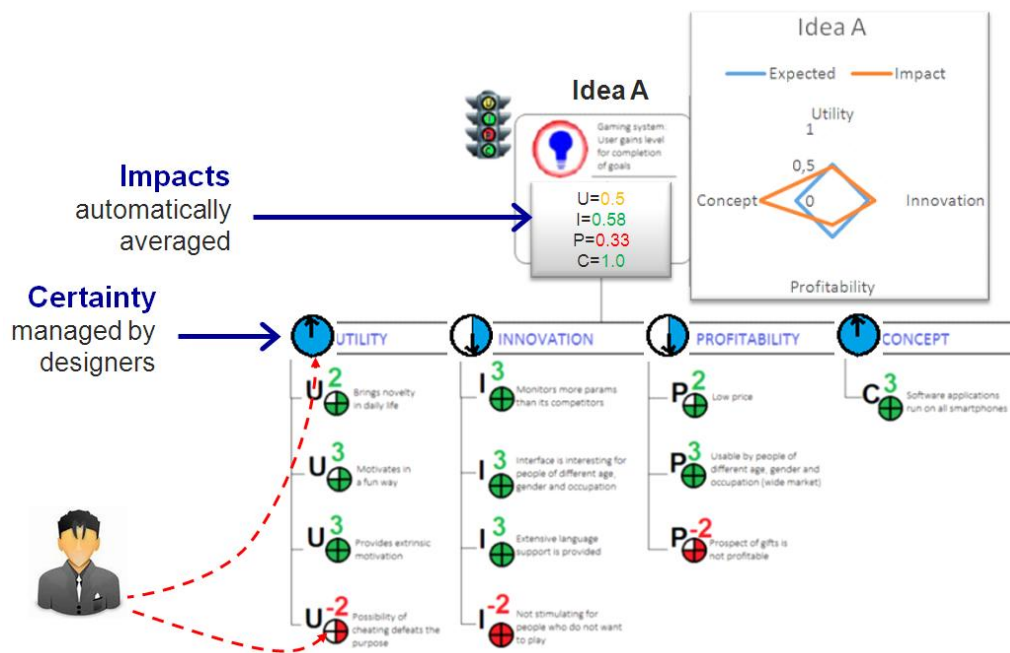 Idea A
Expected
Impact
Utility
1
0,5
0
Concept
Innovation
Profitability
Idea A
Gaming system:
User gains level
for completion
of goals
U=0.5
I=0.58
P=0.33
C=1.0
Impacts
automatically
averaged
Certainty
managed by
designers
UTILITY
INNOVATION
PROFITABILITY
CONCEPT
U 2
Brings novelty
in daily life
U 3
Motivates in
a fun way
U 3
Provides extrinsic
motivation
U -2
Possibility of
cheating defeats the
purpose
I 3
Monitors more params
than its competitors
I 3
Interface is interesting for
people of different age,
gender and occupation
I 3
Extensive language
support is provided
I -2
Not stimulating for
people who do not want
to play
P 2
Low price
P 3
Usable by people of
different age, gender and
occupation (wide market)
P -2
Prospect of gifts is
not profitable
C 3
Software applications
run on all smartphones